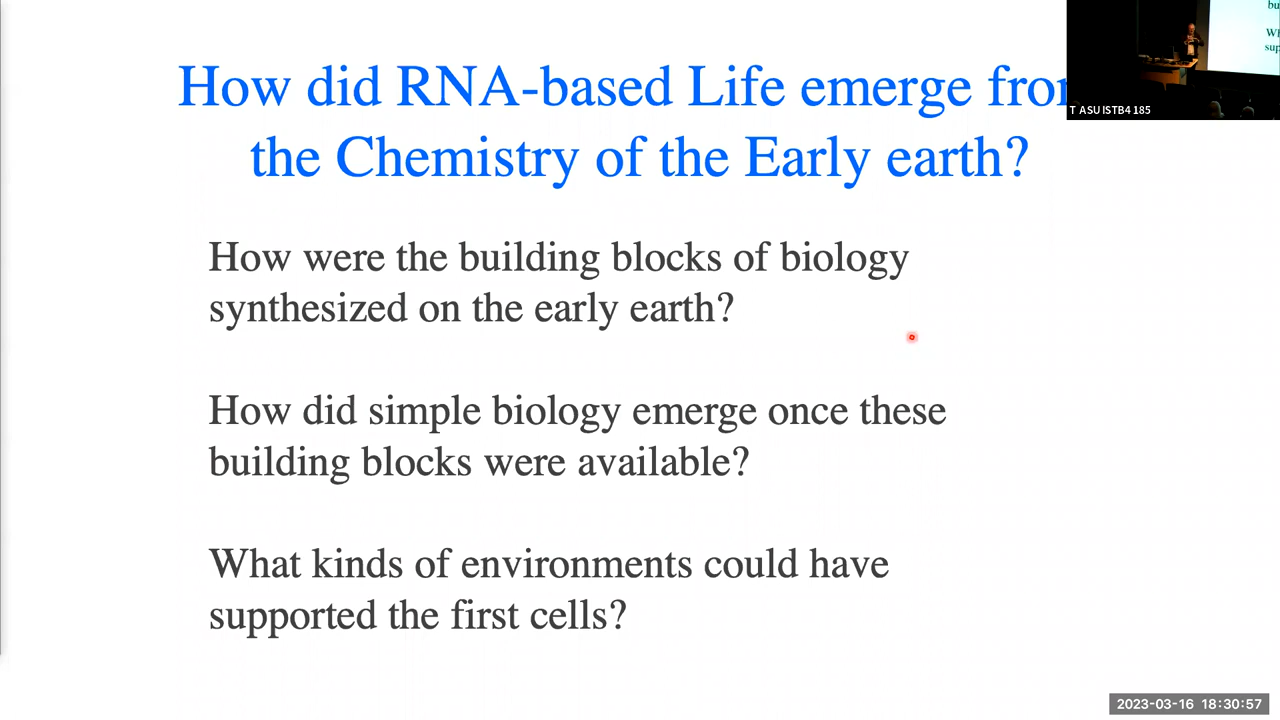 How did RNA-based Life emerge from
the Chemistry of the Early earth?
How were the building blocks of biology
synthesized on the early earth?
How did simple biology emerge once these
building blocks were available?
What kinds of environments could have
supported the first cells?
T ASU ISTB4 185
2023-03-16 18:30:57